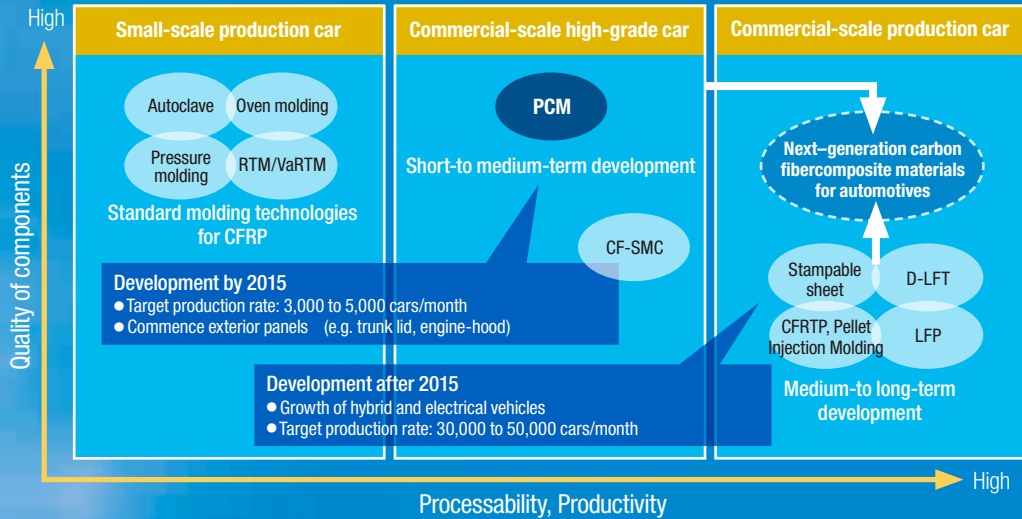 High
Small-scale production car
Commercial-scale high-grade car
Commercial-scale production car
Quality of components
Autoclave
Oven molding
Pressure
molding
RTM/VaRTM
Standard molding technologies
for CFRP
PCM
Short-to medium-term development
CF-SMC
Next–generation carbon
fibercomposite materials
for automotives
Stampable
sheet
D-LFT
CFRTP, Pellet
Injection Molding
LFP
Medium-to long-term
development
Development by 2015
● Target production rate: 3,000 to 5,000 cars/month
● Commence exterior panels (e.g. trunk lid, engine-hood)
Development after 2015
● Growth of hybrid and electrical vehicles
● Target production rate: 30,000 to 50,000 cars/month
High
Processability, Productivity